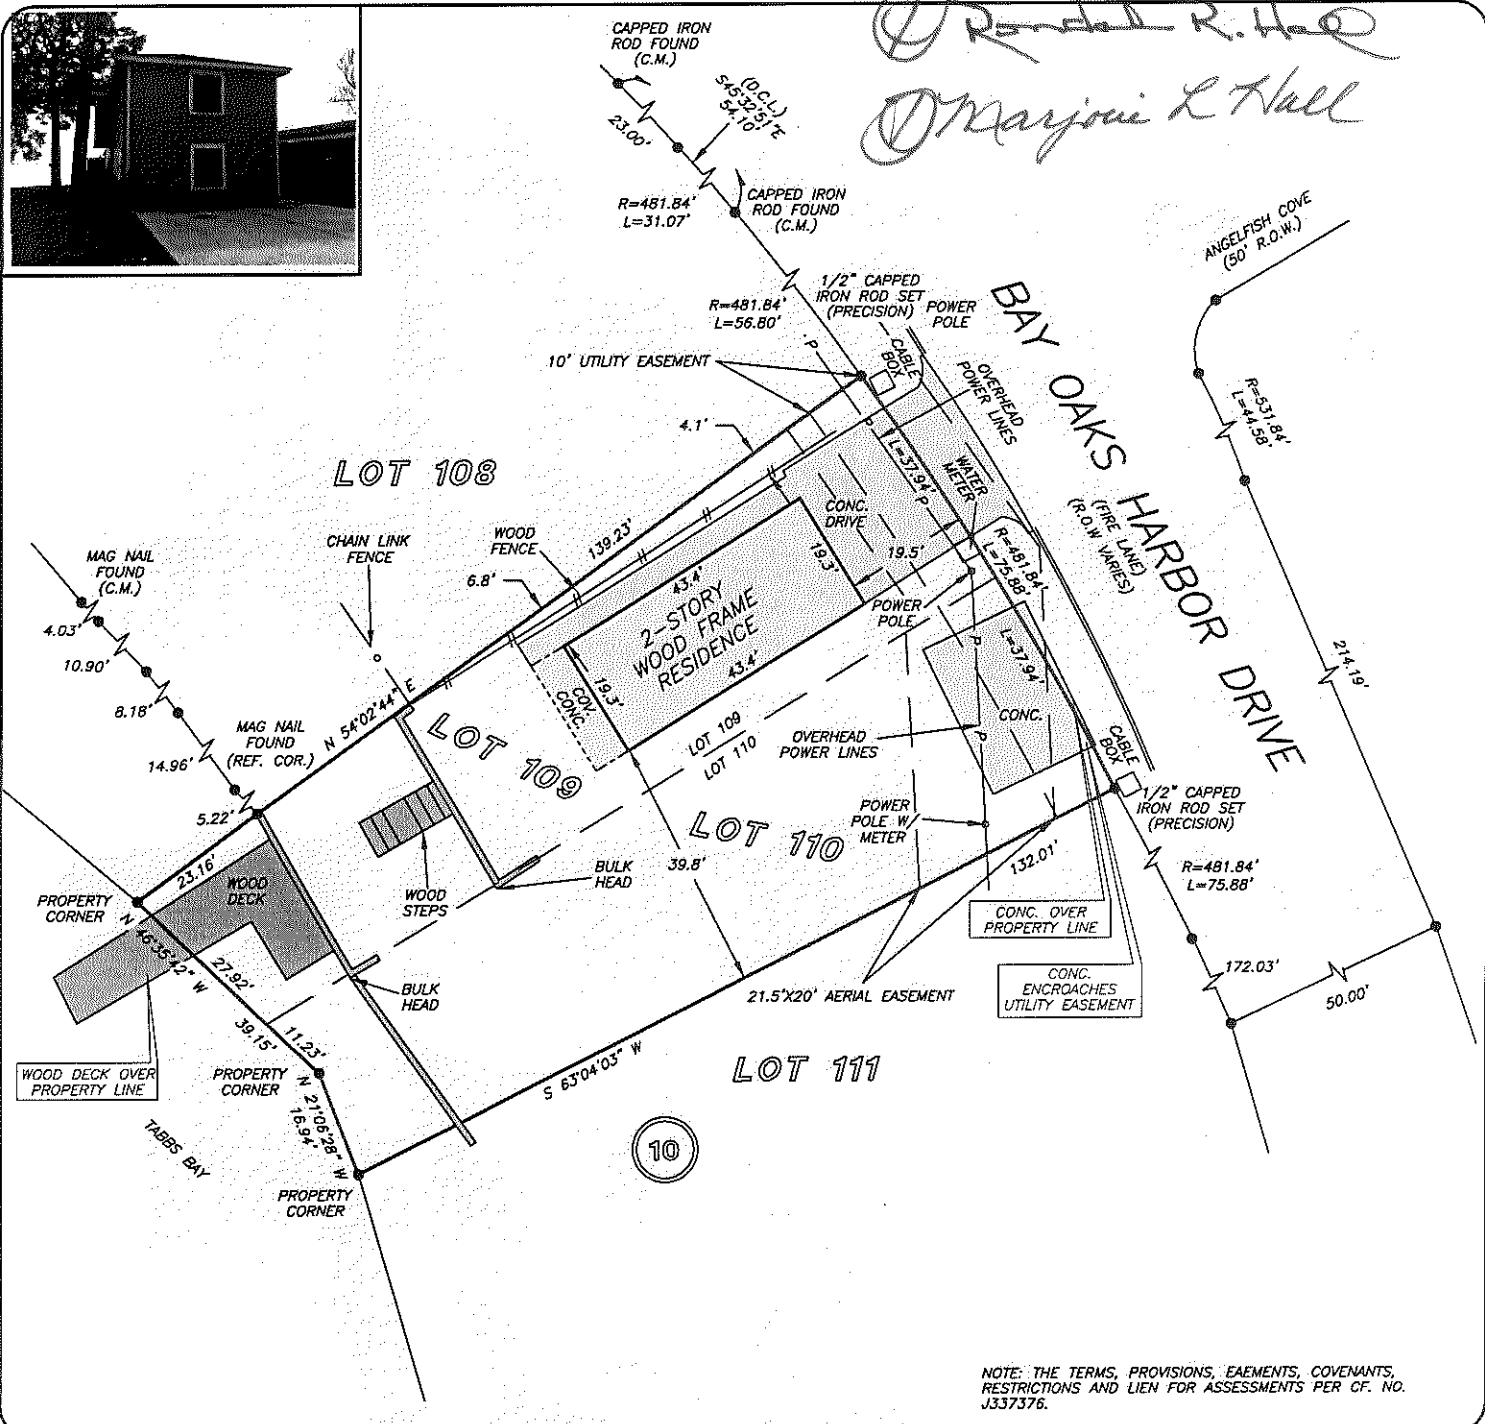 Randall R. Hall
Marjorie L Hall
CAPPED IRON
ROD FOUND
(C.M.)
(D.C.L.)
S45°32'51"E
54.10'
23.00'
R=481.84'
L=31.07'
CAPPED IRON
ROD FOUND
(C.M.)
ANGELFISH COVE
(50' R.O.W.)
1/2" CAPPED
IRON ROD SET
(PRECISION)
POWER
POLE
R=481.84'
L=56.80'
10' UTILITY EASEMENT
CABLE
BOX
OVERHEAD
POWER LINES
BAY OAKS HARBOR DRIVE
(FIRE LANE)
(R.O.W VARIES)
R=531.84'
L=44.58'
4.1'
P
P
P
L=37.94'
WATER
METER
LOT 108
CONC.
DRIVE
WOOD
FENCE
139.23'
CHAIN LINK
FENCE
6.8'
MAG NAIL
FOUND
(C.M.)
19.5'
19.3'
43.4'
2-STORY
WOOD FRAME
RESIDENCE
43.4'
19.3'
COV.
CONC.
R=481.84'
L=75.88'
POWER
POLE
4.03'
10.90'
8.18'
14.96'
5.22'
MAG NAIL
FOUND
(REF. COR.)
N 54°02'44" E
LOT 109
LOT 109
LOT 110
P
P
L=37.94'
CONC.
OVERHEAD
POWER LINES
CABLE
BOX
214.19'
1/2" CAPPED
IRON ROD SET
(PRECISION)
POWER
POLE W/
METER
LOT 110
39.8'
132.01'
R=481.84'
L=75.88'
23.16'
WOOD
DECK
WOOD
STEPS
BULK
HEAD
PROPERTY
CORNER
CONC. OVER
PROPERTY LINE
N 46°35'42" W
27.92'
39.15'
11.23'
BULK
HEAD
21.5'X20' AERIAL EASEMENT
CONC.
ENCROACHES
UTILITY EASEMENT
172.03'
50.00'
WOOD DECK OVER
PROPERTY LINE
PROPERTY
CORNER
N 21°06'28" W
16.94'
S 63°04'03" W
LOT 111
TABBS BAY
10
PROPERTY
CORNER
NOTE: THE TERMS, PROVISIONS, EAEMENTS, COVENANTS,
RESTRICTIONS AND LIEN FOR ASSESSMENTS PER CF. NO.
J337376.